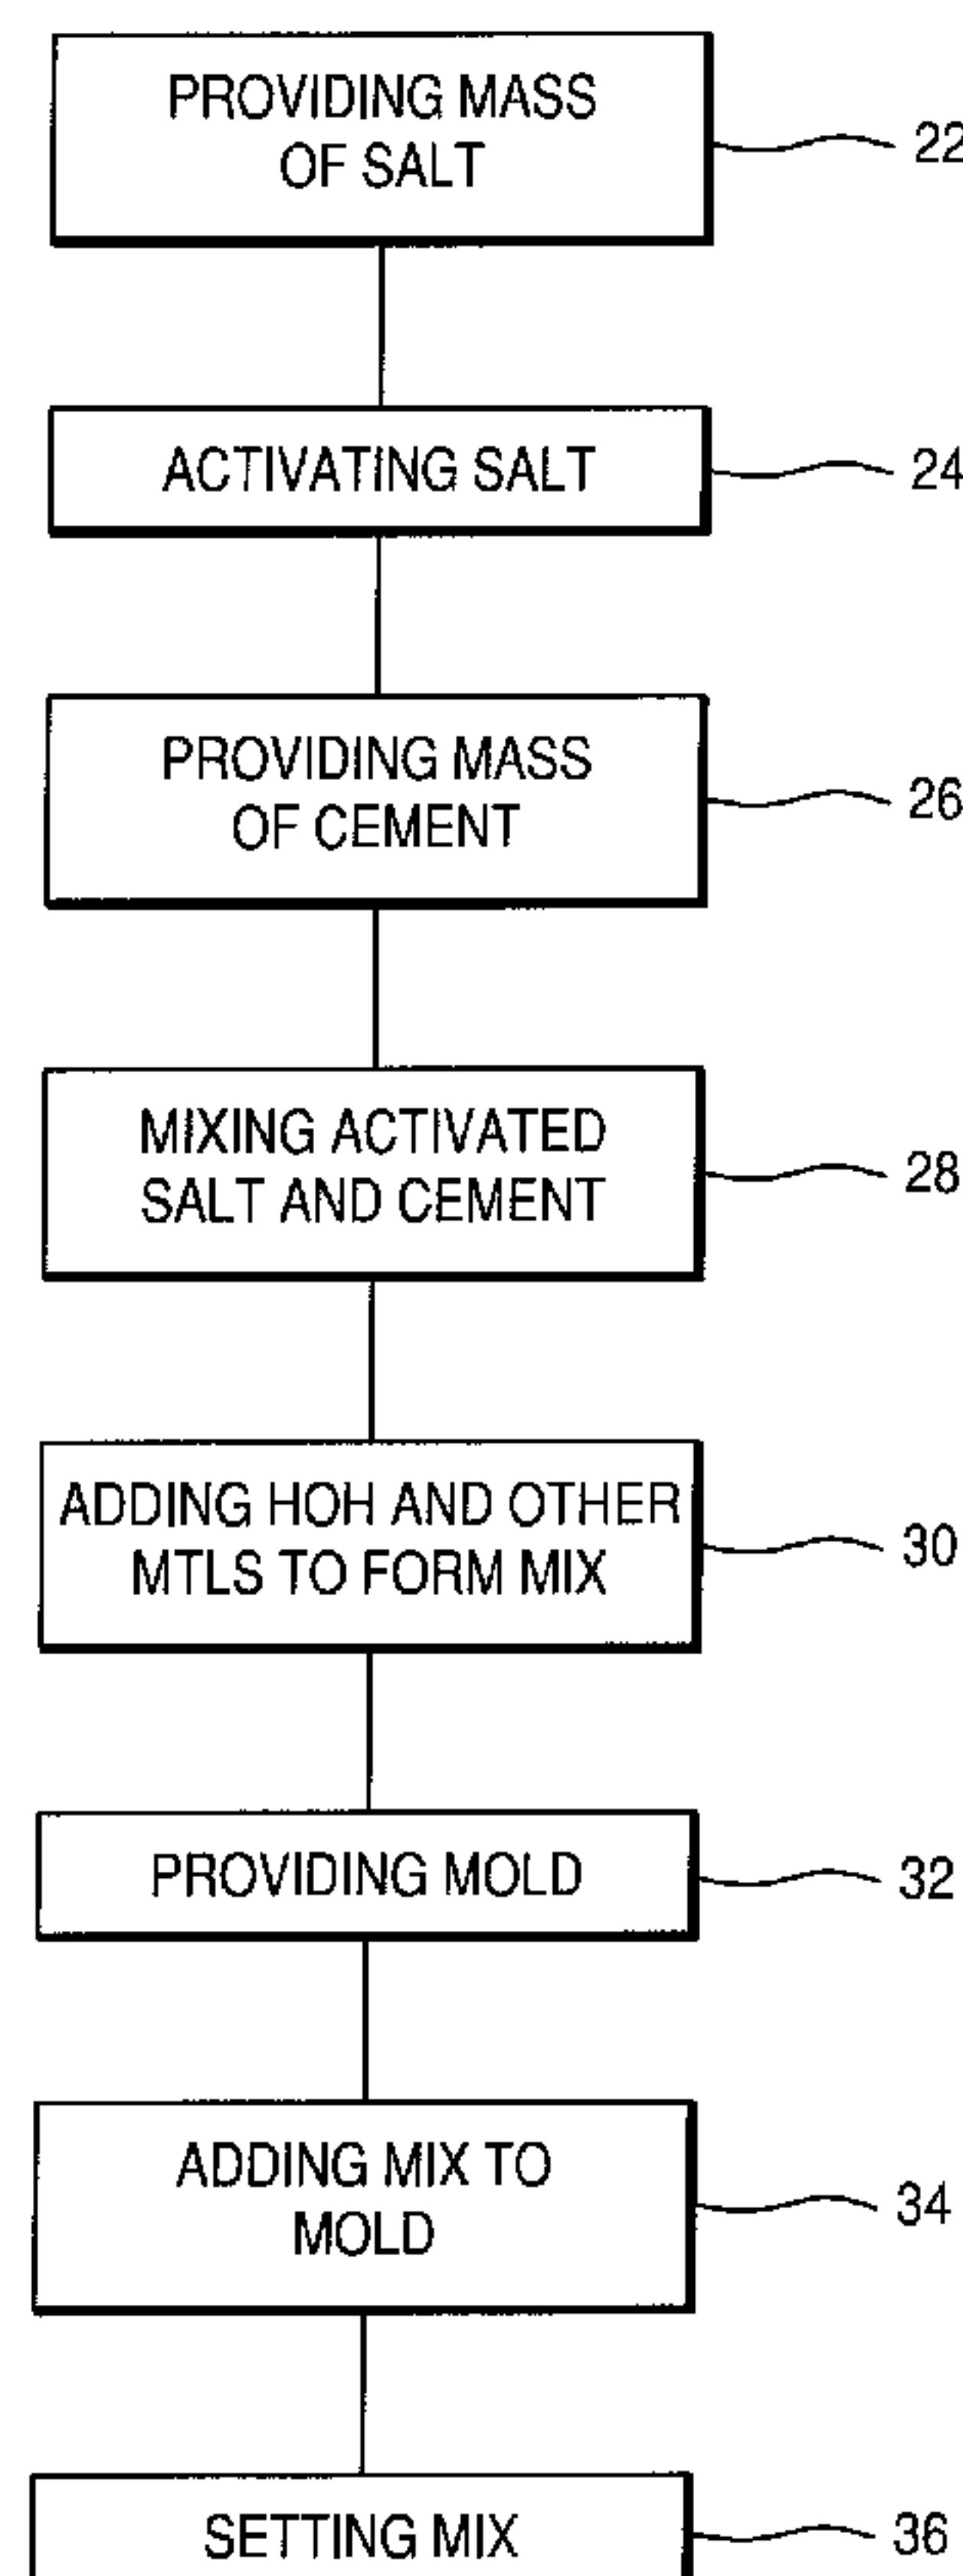 PROVIDING MASS
OF SALT
22
ACTIVATING SALT
24
PROVIDING MASS
OF CEMENT
26
MIXING ACTIVATED
SALT AND CEMENT
28
ADDING HOH AND OTHER
MTLS TO FORM MIX
30
PROVIDING MOLD
32
ADDING MIX TO
MOLD
34
SETTING MIX
36